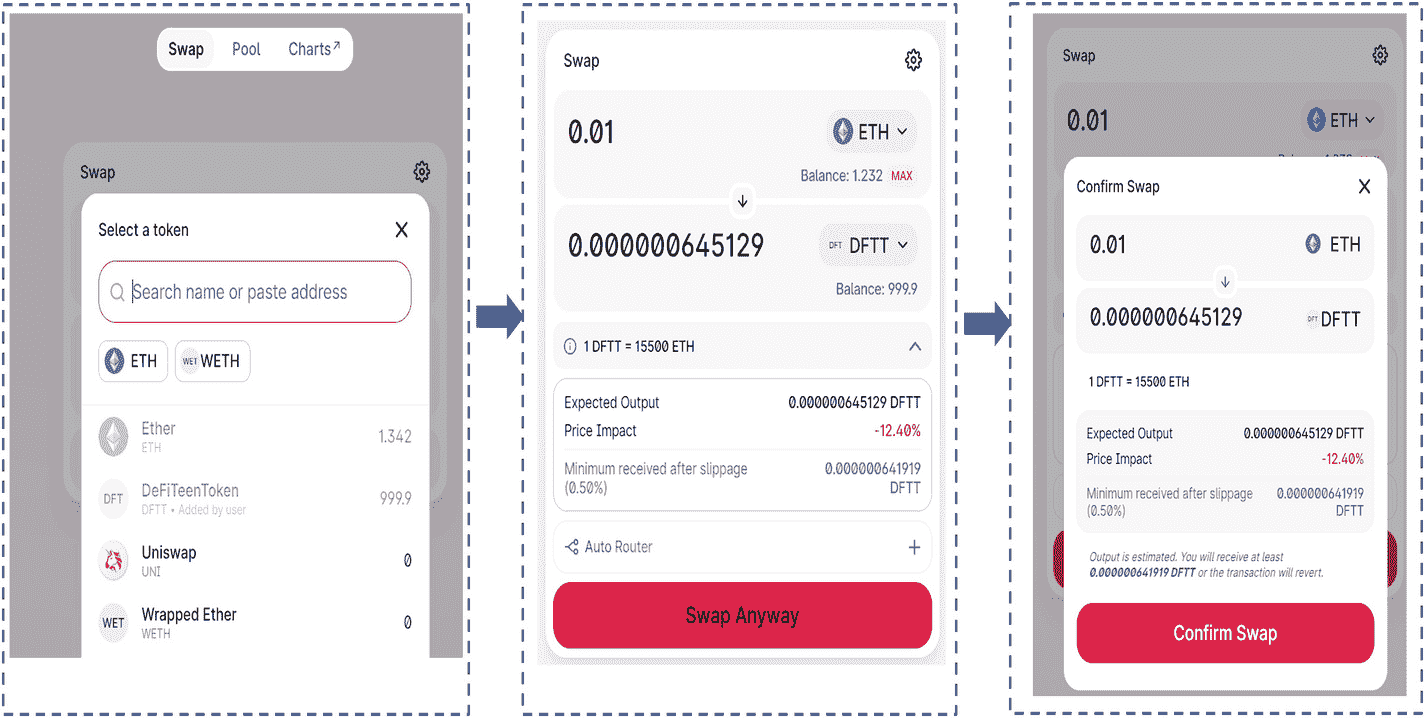 Swap Pool Charts↗
Swap
Select a token
Search name or paste address
ETH WET WETH
Ether 1.342
ETH
DFT DeFiTeenToken 999.9
DFTT • Added by user
Uniswap 0
UNI
WET Wrapped Ether 0
WETH
Swap
0.01 ETH
Balance: 1.232 MAX
0.000000645129 DFT DFTT
Balance: 999.9
1 DFTT = 15500 ETH
Expected Output 0.000000645129 DFTT
Price Impact -12.40%
Minimum received after slippage 0.000000641919
(0.50%) DFTT
Auto Router
Swap Anyway
Swap
0.01 ETH
Confirm Swap
0.01 ETH
0.000000645129 DFT DFTT
1 DFTT = 15500 ETH
Expected Output 0.000000645129 DFTT
Price Impact -12.40%
Minimum received after slippage 0.000000641919
(0.50%) DFTT
Output is estimated. You will receive at least
0.000000641919 DFTT or the transaction will revert.
Confirm Swap